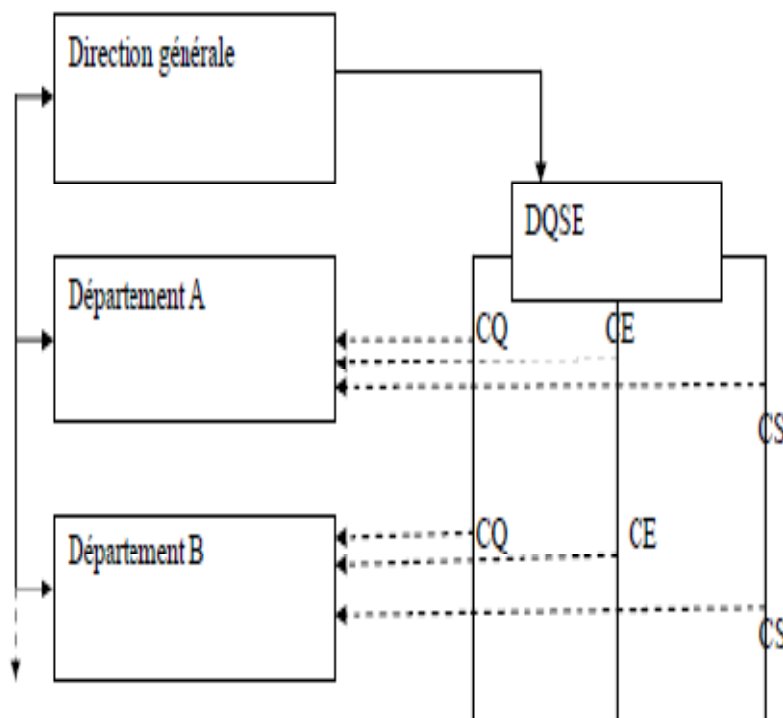 Direction générale
DQSE
Département A
CQ
CE
CS
Département B
CQ
CE
CS